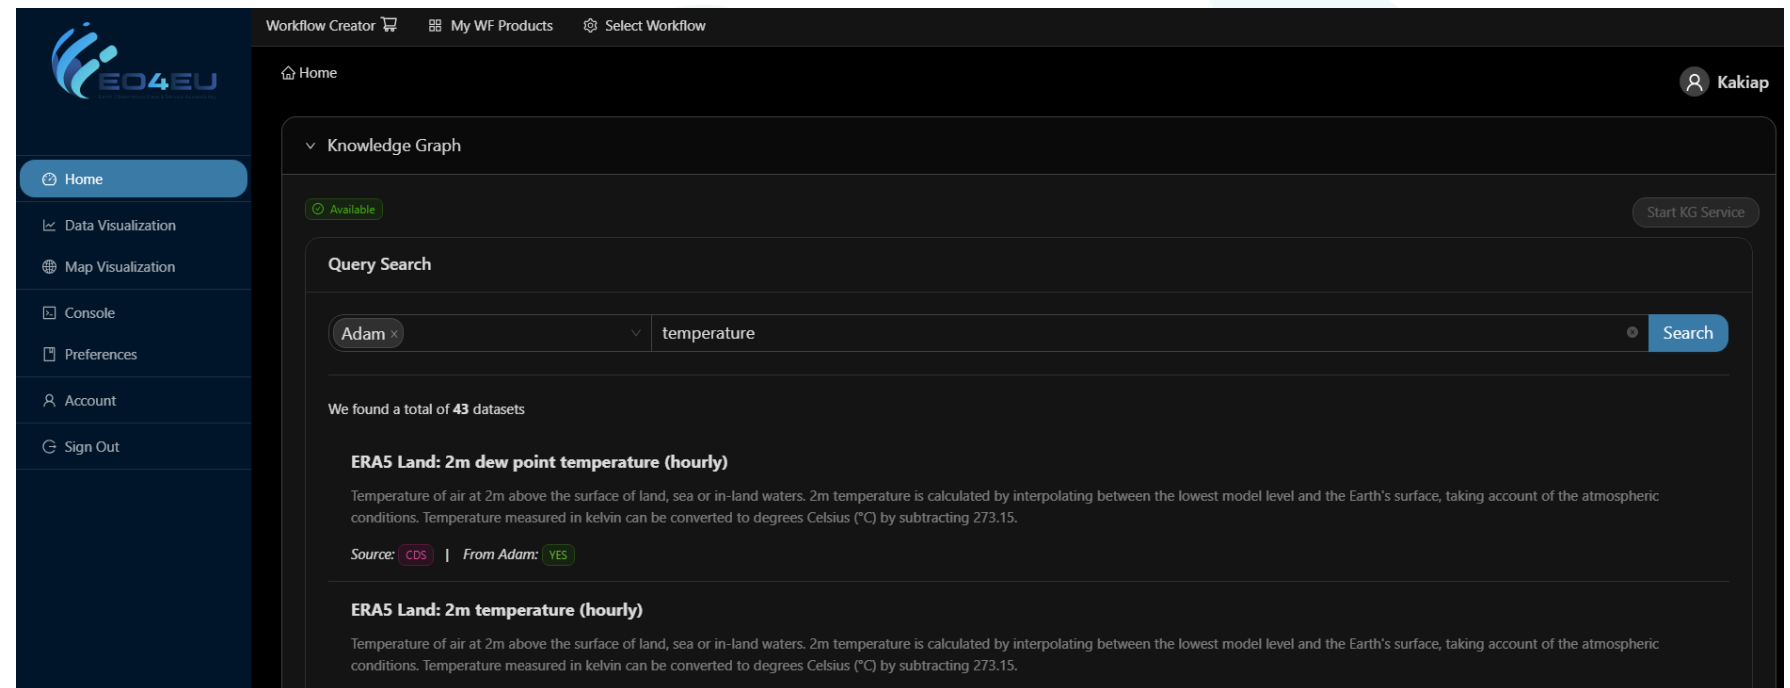 EO4EU
Workflow Creator
My WF Products
Select Workflow
Home
Kakiap
Knowledge Graph
Home
Available
Start KG Service
Data Visualization
Query Search
Map Visualization
Console
Adam ×
temperature
Search
Preferences
Account
We found a total of 43 datasets
Sign Out
ERA5 Land: 2m dew point temperature (hourly)
Temperature of air at 2m above the surface of land, sea or in-land waters. 2m temperature is calculated by interpolating between the lowest model level and the Earth's surface, taking account of the atmospheric
conditions. Temperature measured in kelvin can be converted to degrees Celsius (°C) by subtracting 273.15.
Source: CDS | From Adam: YES
ERA5 Land: 2m temperature (hourly)
Temperature of air at 2m above the surface of land, sea or in-land waters. 2m temperature is calculated by interpolating between the lowest model level and the Earth's surface, taking account of the atmospheric
conditions. Temperature measured in kelvin can be converted to degrees Celsius (°C) by subtracting 273.15.